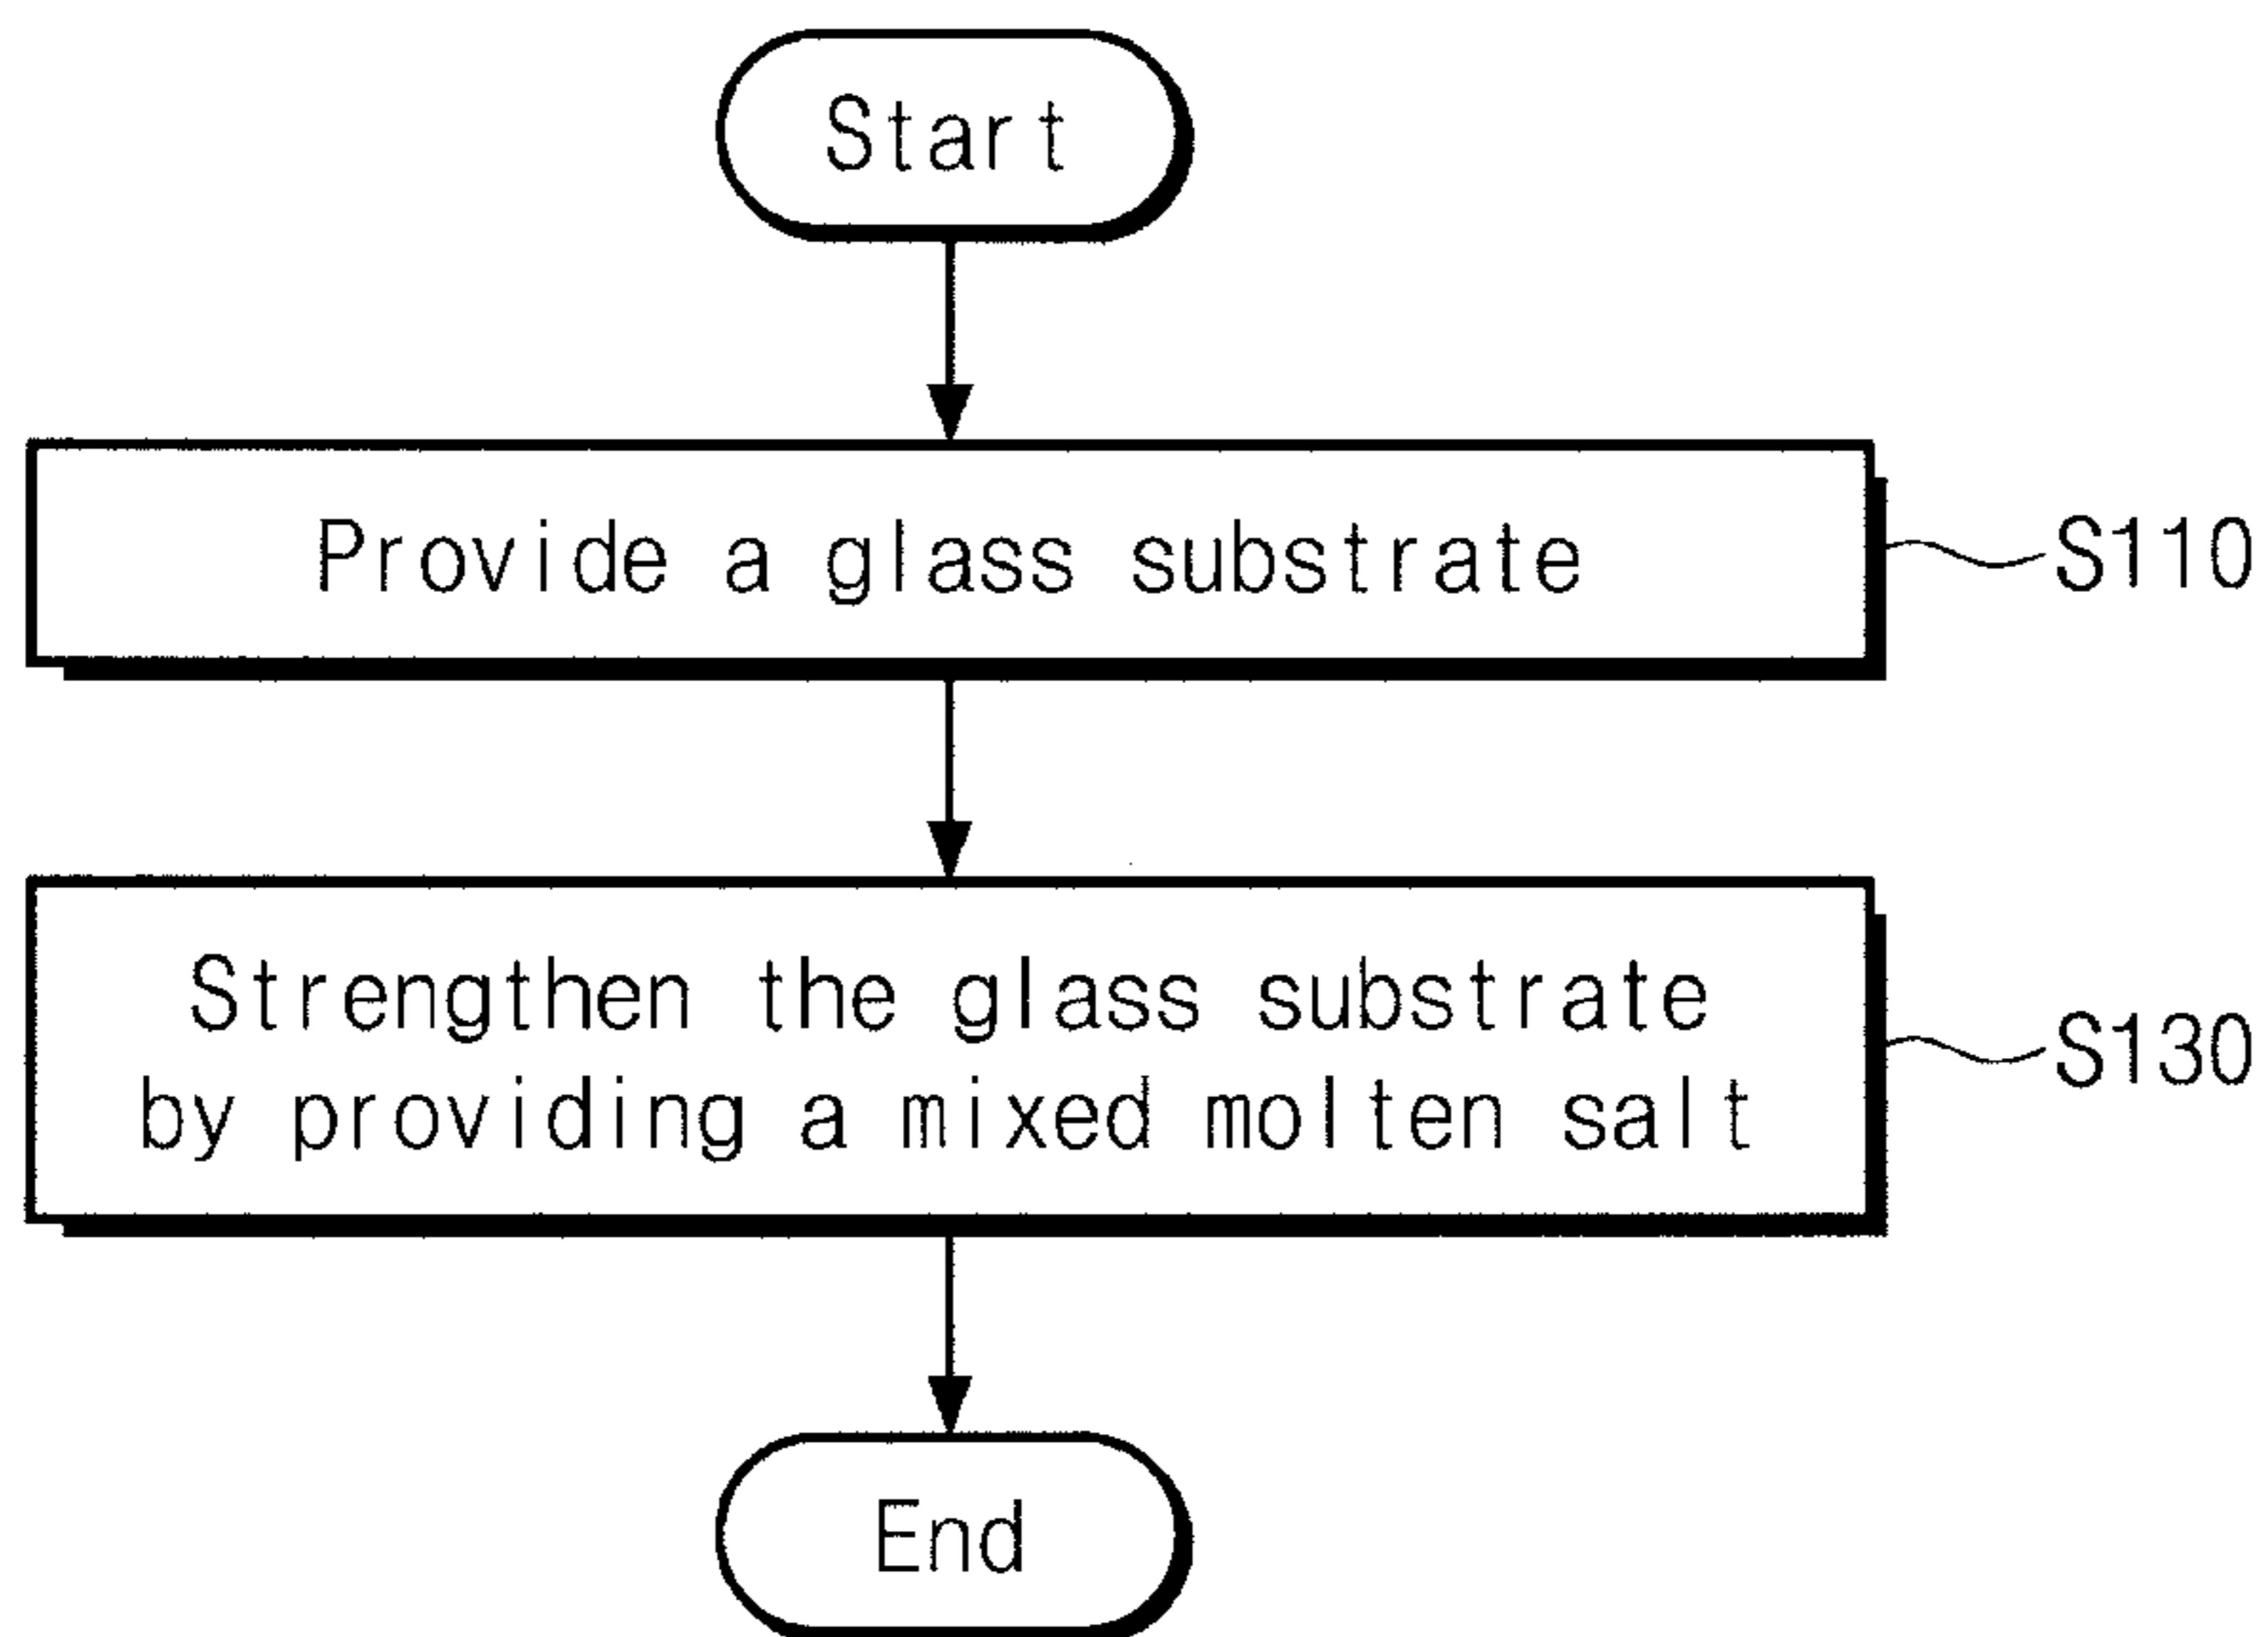 Start
Provide a glass substrate
S110
Strengthen the glass substrate
by providing a mixed molten salt
S130
End